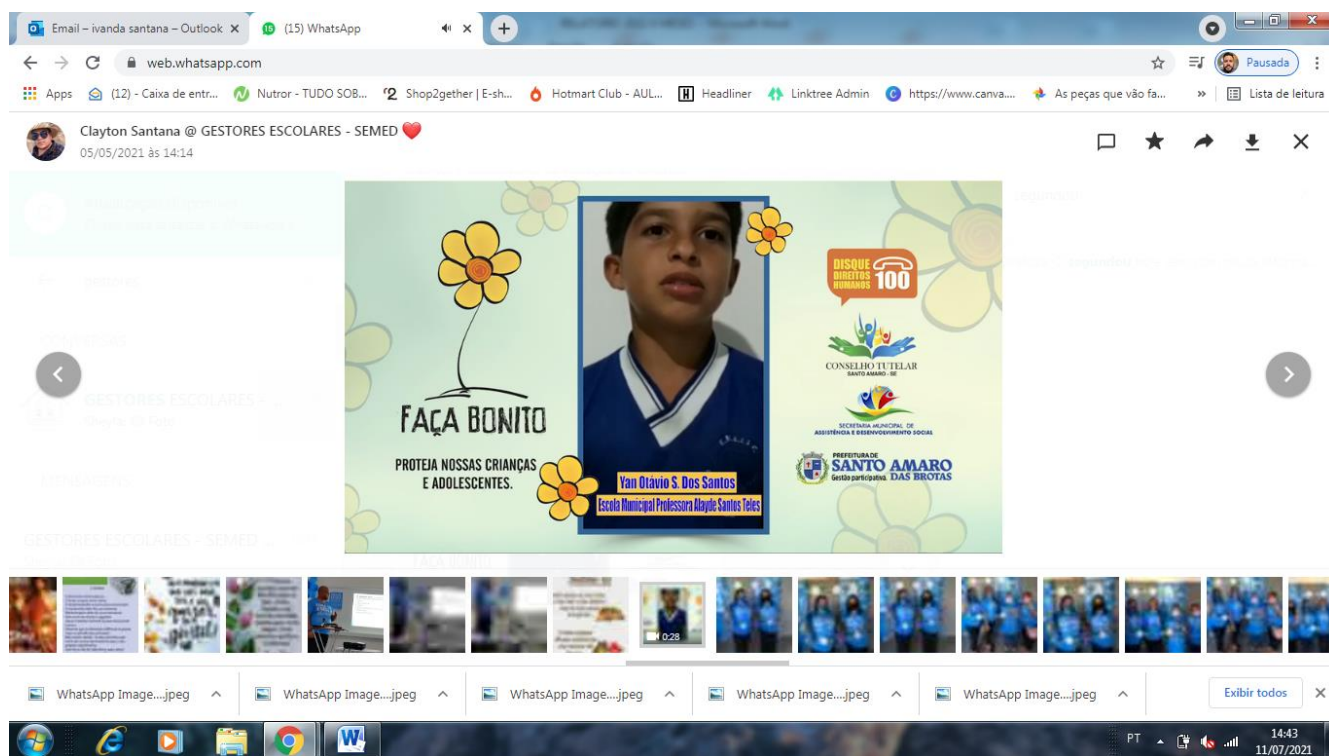 Email – ivanda santana – Outlook
(15) WhatsApp
web.whatsapp.com
Pausada
Apps
(12) - Caixa de entr...
Nutror - TUDO SOB...
Shop2gether | E-sh...
Hotmart Club - AUL...
Headliner
Linktree Admin
https://www.canva....
As peças que vão fa...
Lista de leitura
Clayton Santana @ GESTORES ESCOLARES - SEMED
05/05/2021 às 14:14
FAÇA BONITO
PROTEJA NOSSAS CRIANÇAS
E ADOLESCENTES.
Yan Otávio S. Dos Santos
Escola Municipal Professora Alayde Santos Teles
DISQUE
DIREITOS
HUMANOS
100
CONSELHO TUTELAR
SANTO AMARO - SE
SECRETARIA MUNICIPAL DE
ASSISTÊNCIA E DESENVOLVIMENTO SOCIAL
PREFEITURA DE
SANTO AMARO
Gestão participativa. DAS BROTAS
GESTORES ESCOLARES - SEMED
0:28
WhatsApp Image....jpeg
WhatsApp Image....jpeg
WhatsApp Image....jpeg
WhatsApp Image....jpeg
WhatsApp Image....jpeg
Exibir todos
PT
14:43
11/07/2021